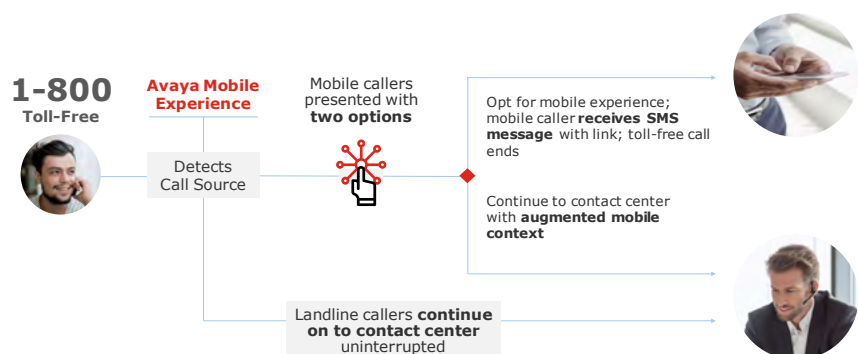 1-800
Toll-Free
Avaya Mobile
Experience
Detects
Call Source
Mobile callers
presented with
two options
Opt for mobile experience;
mobile caller receives SMS
message with link; toll-free call
ends
Continue to contact center
with augmented mobile
context
Landline callers continue
on to contact center
uninterrupted